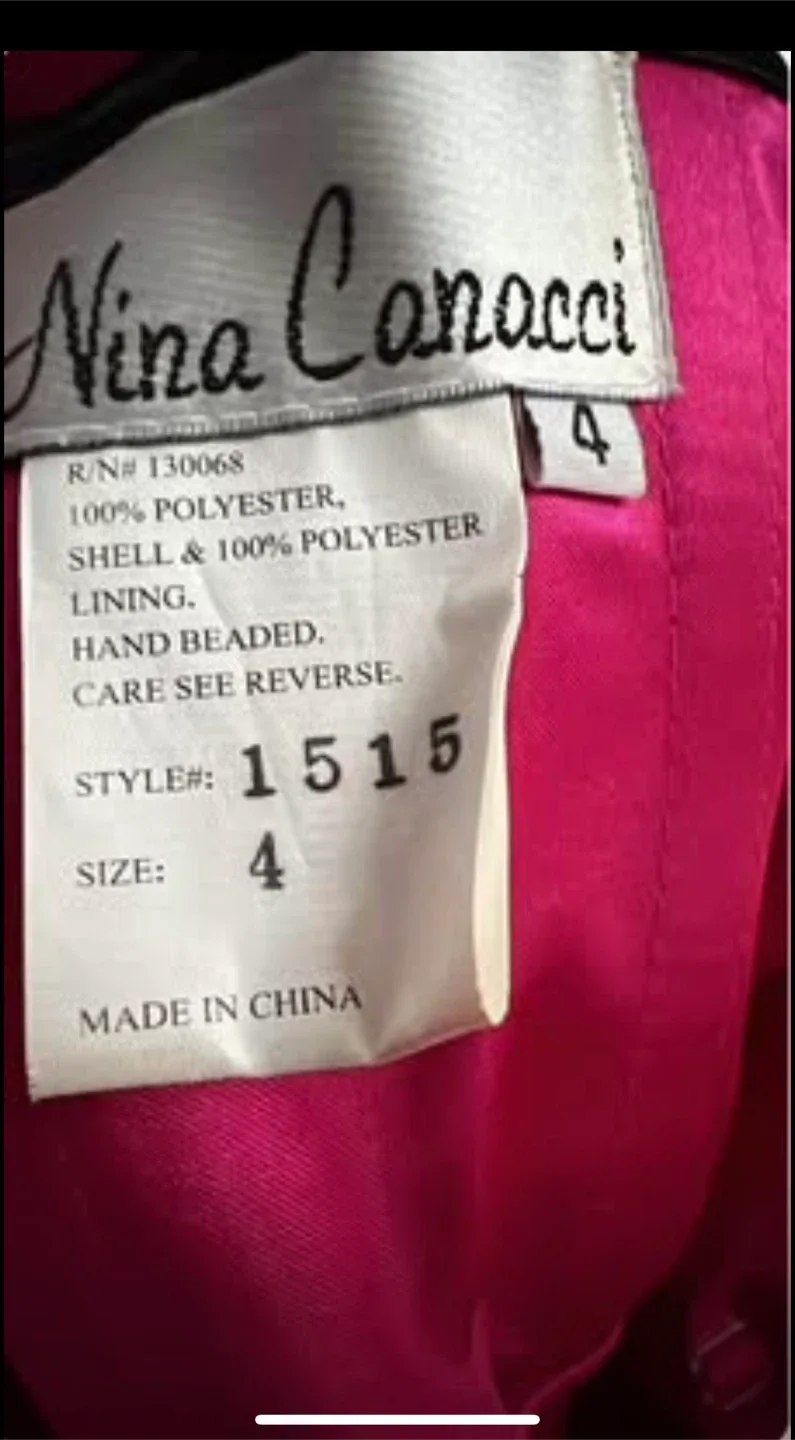 Nina Canacci
4
R/N# 130068
100% POLYESTER,
SHELL & 100% POLYESTER
LINING.
HAND BEADED.
CARE SEE REVERSE.
STYLE#: 1515
SIZE: 4
MADE IN CHINA